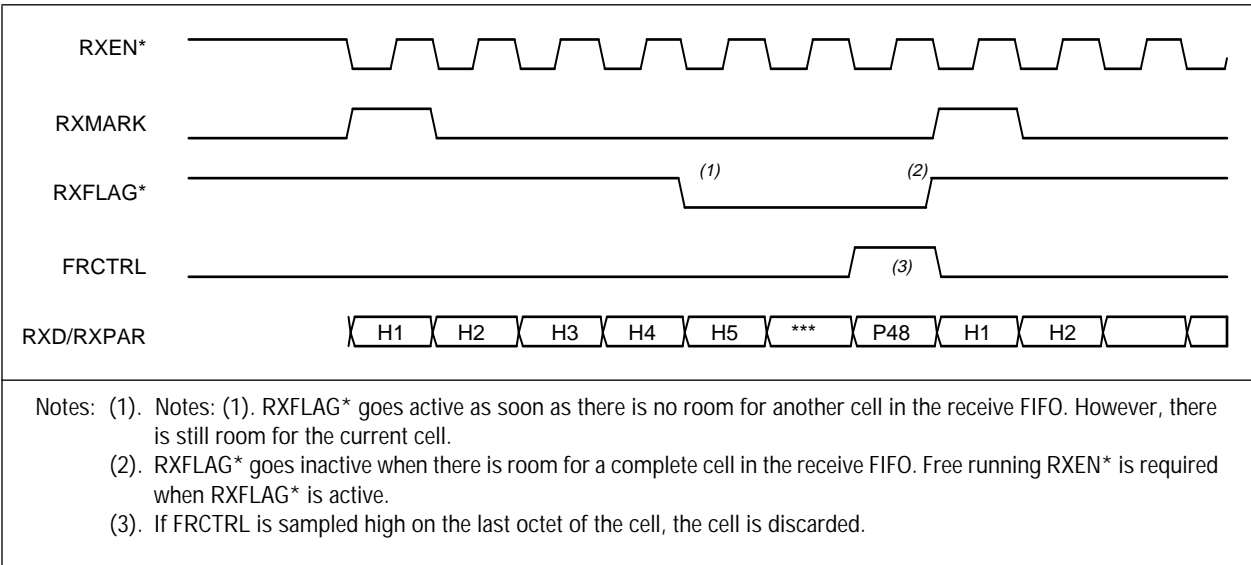 RXEN*
RXMARK
RXFLAG*
(1)
(2)
FRCTRL
(3)
RXD/RXPAR
H1
H2
H3
H4
H5
***
P48
H1
H2
Notes: (1). Notes: (1). RXFLAG* goes active as soon as there is no room for another cell in the receive FIFO. However, there
is still room for the current cell.
(2). RXFLAG* goes inactive when there is room for a complete cell in the receive FIFO. Free running RXEN* is required
when RXFLAG* is active.
(3). If FRCTRL is sampled high on the last octet of the cell, the cell is discarded.